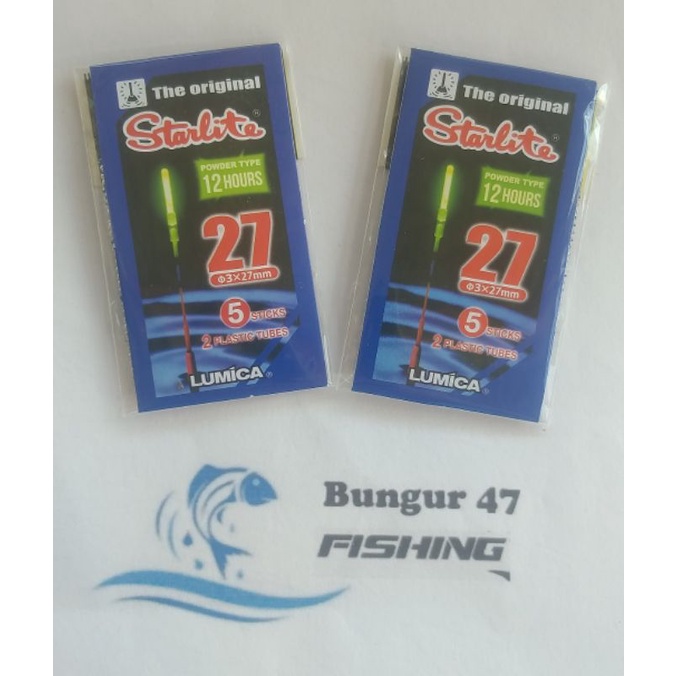 The original
Starlite®
POWDER TYPE
12 HOURS
27
Φ3×27mm
5 STICKS
2 PLASTIC TUBES
LUMICA®
The original
Starlite®
POWDER TYPE
12 HOURS
27
Φ3×27mm
5 STICKS
2 PLASTIC TUBES
LUMICA®
Bungur 47
FISHING